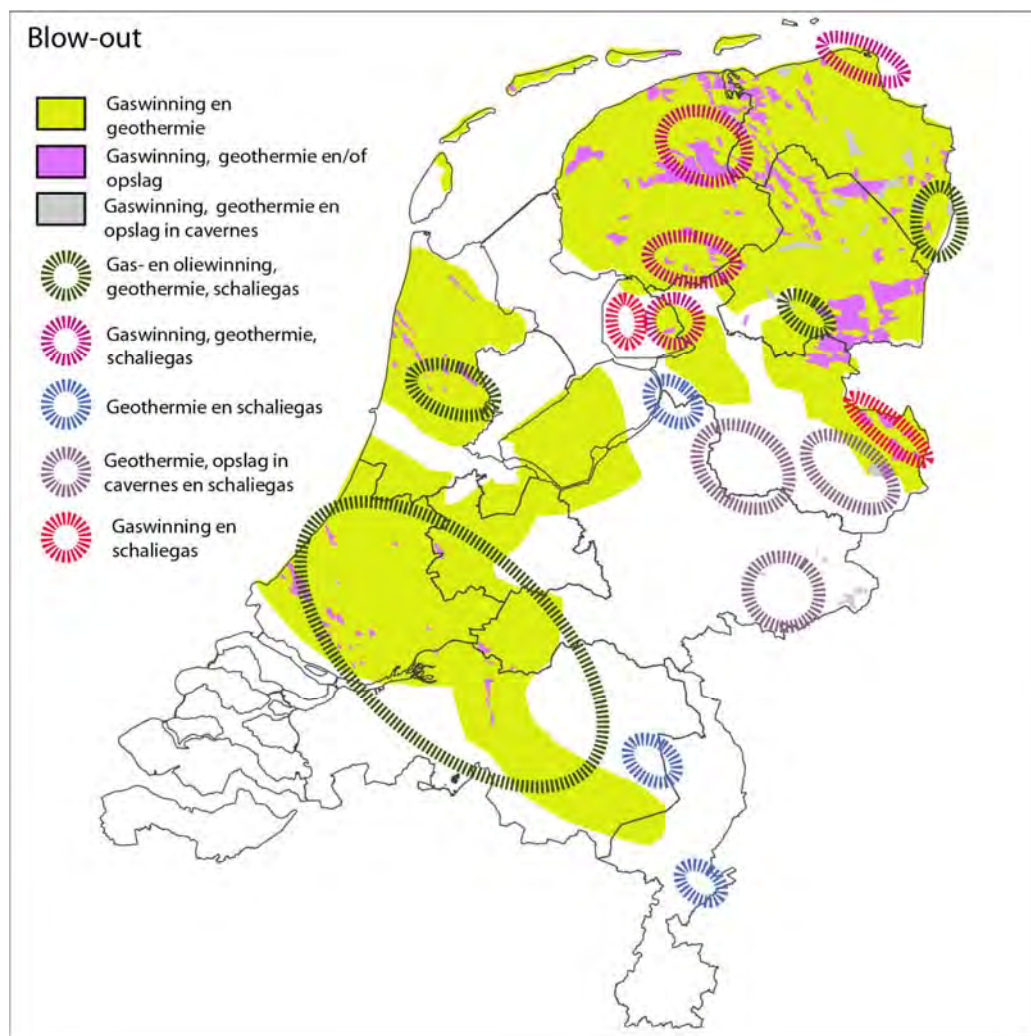 Blow-out
Gaswinning en
geothermie
Gaswinning, geothermie en/of
opslag
Gaswinning, geothermie en
opslag in cavernes
Gas- en oliewinning,
geothermie, schaliegas
Gaswinning, geothermie,
schaliegas
Geothermie en schaliegas
Geothermie, opslag in
cavernes en schaliegas
Gaswinning en
schaliegas